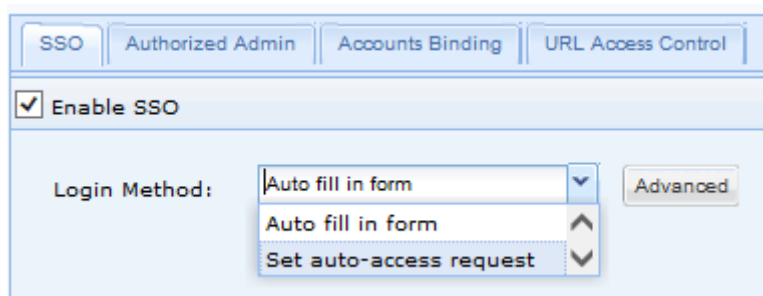 SSO Authorized Admin Accounts Binding URL Access Control
Enable SSO
Login Method: Auto fill in form Advanced
Auto fill in form
Set auto-access request